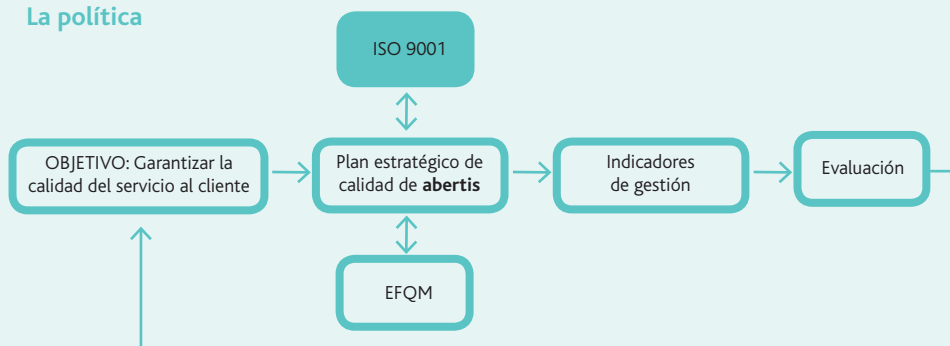 La política
ISO 9001
OBJETIVO: Garantizar la
calidad del servicio al cliente
Plan estratégico de
calidad de abertis
Indicadores
de gestión
Evaluación
EFQM